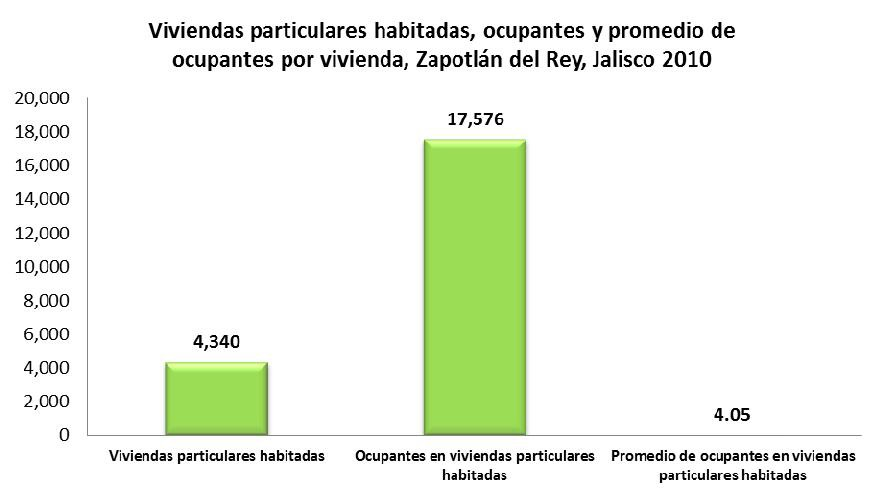 Viviendas particulares habitadas, ocupantes y promedio de
ocupantes por vivienda, Zapotlán del Rey, Jalisco 2010
20,000
18,000
16,000
14,000
12,000
10,000
8,000
6,000
4,000
2,000
0
4,340
17,576
4.05
Viviendas particulares habitadas
Ocupantes en viviendas particulares
habitadas
Promedio de ocupantes en viviendas
particulares habitadas